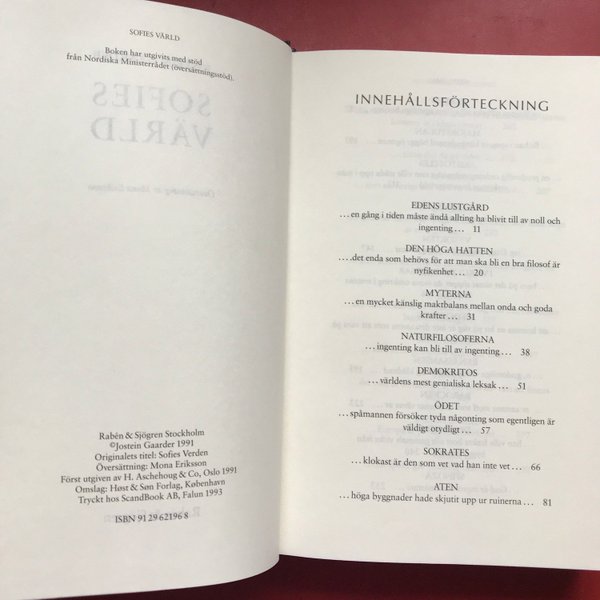 SOFIES VÄRLD
Boken har utgivits med stöd
från Nordiska Ministerrådet (översättningsstöd).
SOFIES
VÄRLD
Översättning av Mona Eriksson
Rabén & Sjögren Stockholm
©Jostein Gaarder 1991
Originalets titel: Sofies Verden
Översättning: Mona Eriksson
Först utgiven av H. Aschehoug & Co, Oslo 1991
Omslag: Høst & Søn Forlag, København
Tryckt hos ScandBook AB, Falun 1993
ISBN 91 29 62196 8
INNEHÅLLSFÖRTECKNING
EDENS LUSTGÅRD
…en gång i tiden måste ändå allting ha blivit till av noll och
ingenting… 11
DEN HÖGA HATTEN
….det enda som behövs för att man ska bli en bra filosof är
nyfikenhet… 20
MYTERNA
…en mycket känslig maktbalans mellan onda och goda
krafter… 31
NATURFILOSOFERNA
…ingenting kan bli till av ingenting… 38
DEMOKRITOS
…världens mest genialiska leksak… 51
ÖDET
…spåmannen försöker tyda någonting som egentligen är
väldigt otydligt… 57
SOKRATES
…klokast är den som vet vad han inte vet… 66
ATEN
…höga byggnader hade skjutit upp ur ruinerna… 81